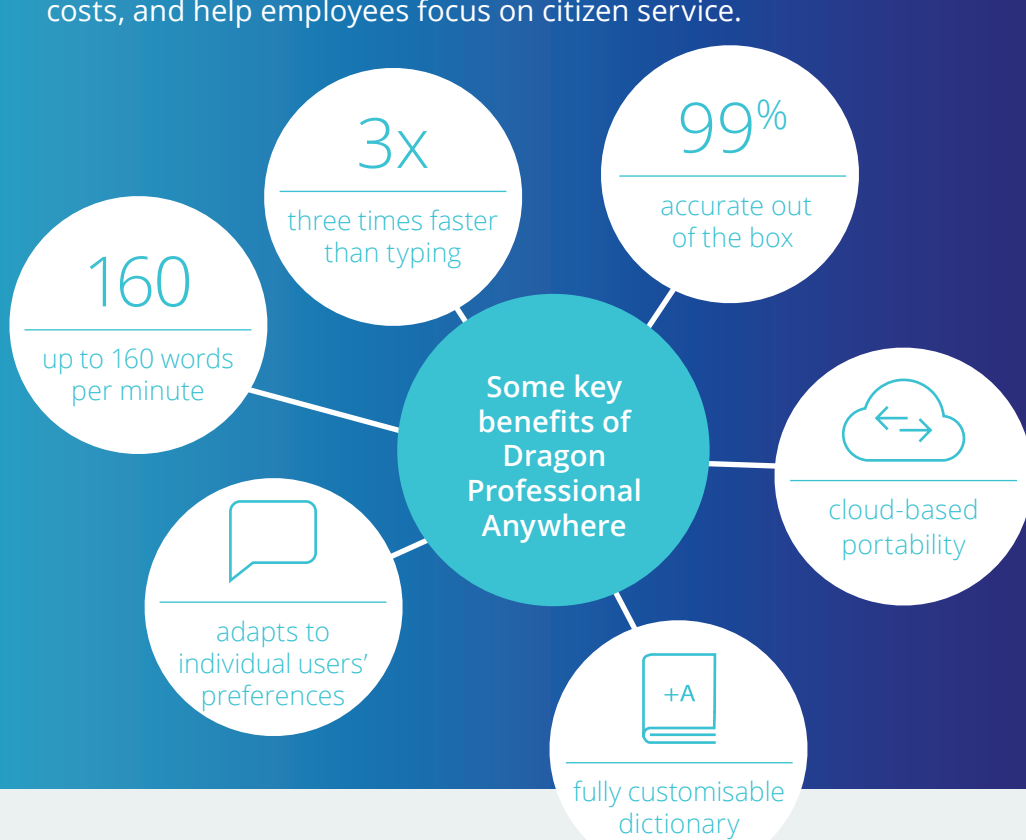 costs, and help employees focus on citizen service.
3x
three times faster
than typing
99%
accurate out
of the box
160
up to 160 words
per minute
Some key
benefits of
Dragon
Professional
Anywhere
cloud-based
portability
adapts to
individual users’
preferences
+A
fully customisable
dictionary